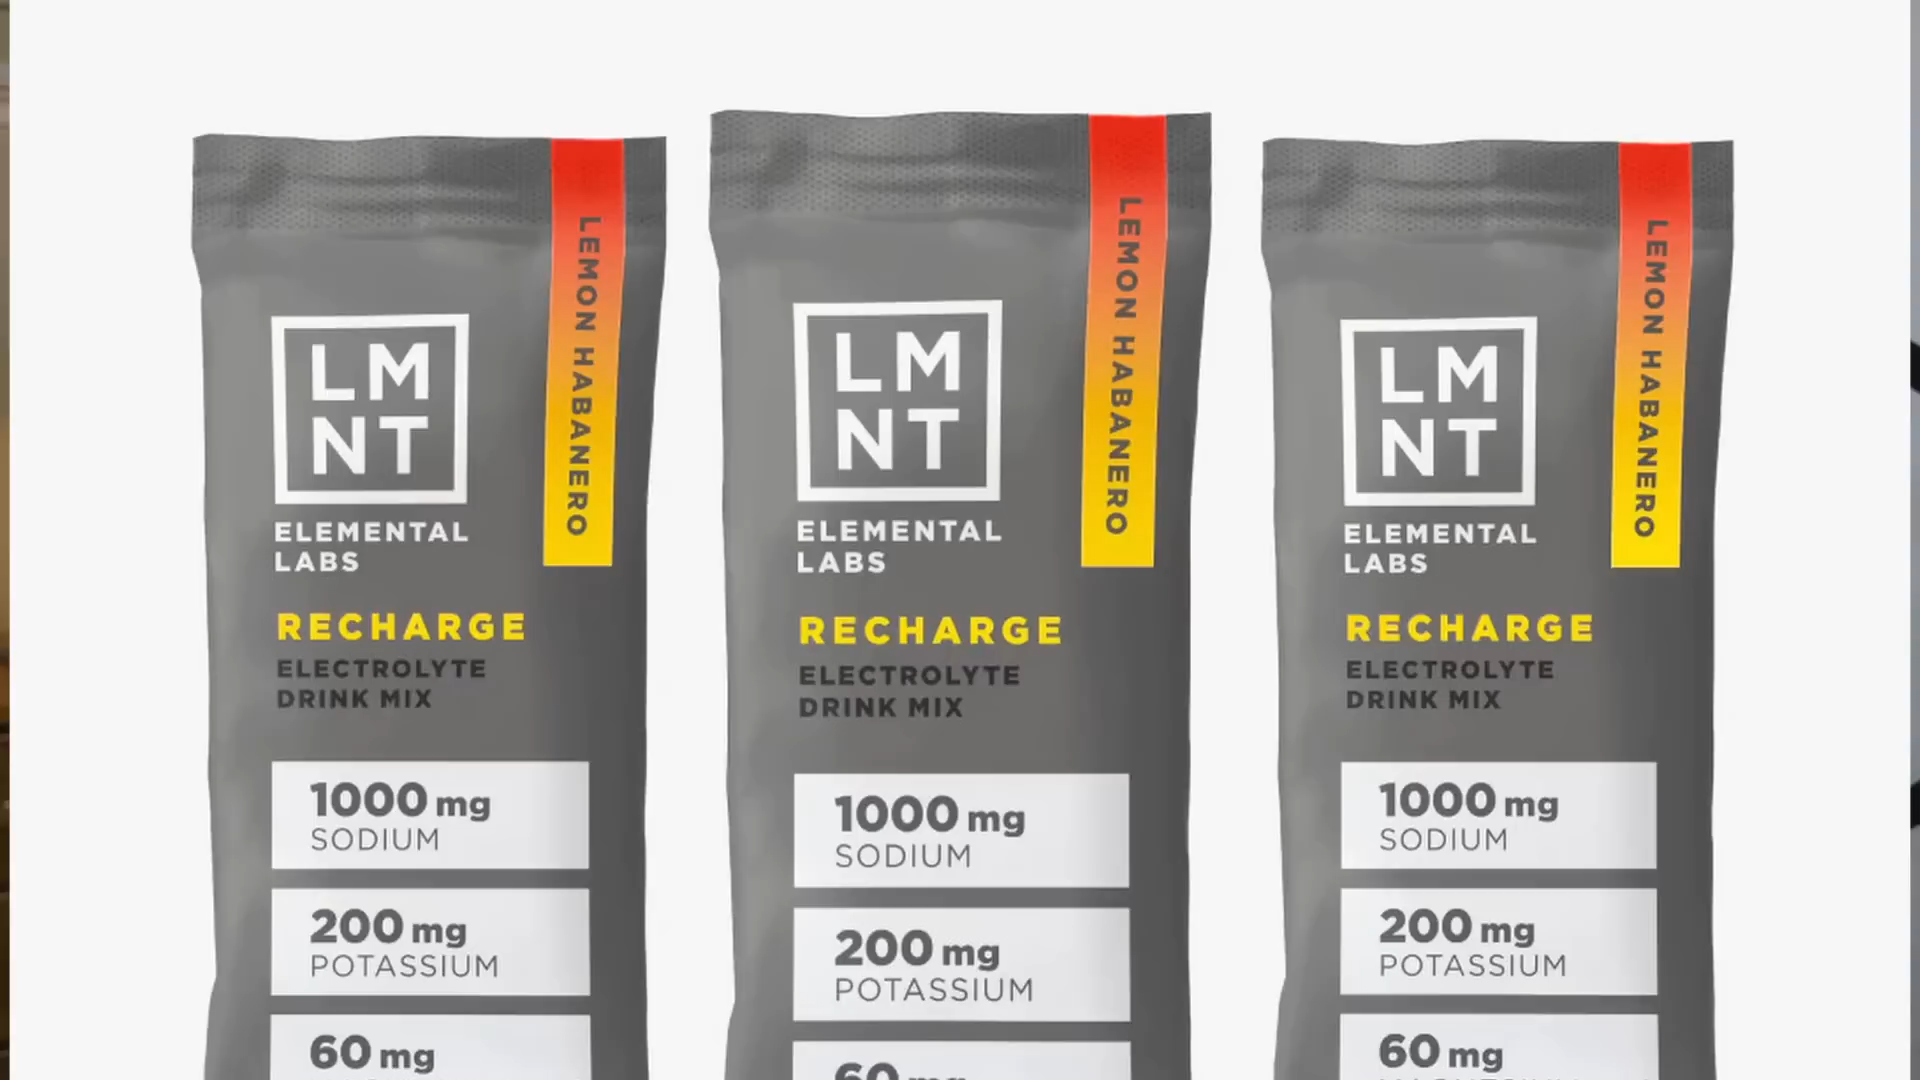 LEMON HABANERO
LM
NT
ELEMENTAL
LABS
RECHARGE
ELECTROLYTE
DRINK MIX
1000 mg
SODIUM
200 mg
POTASSIUM
60 mg
LEMON HABANERO
LM
NT
ELEMENTAL
LABS
RECHARGE
ELECTROLYTE
DRINK MIX
1000 mg
SODIUM
200 mg
POTASSIUM
60 mg
LEMON HABANERO
LM
NT
ELEMENTAL
LABS
RECHARGE
ELECTROLYTE
DRINK MIX
1000 mg
SODIUM
200 mg
POTASSIUM
60 mg